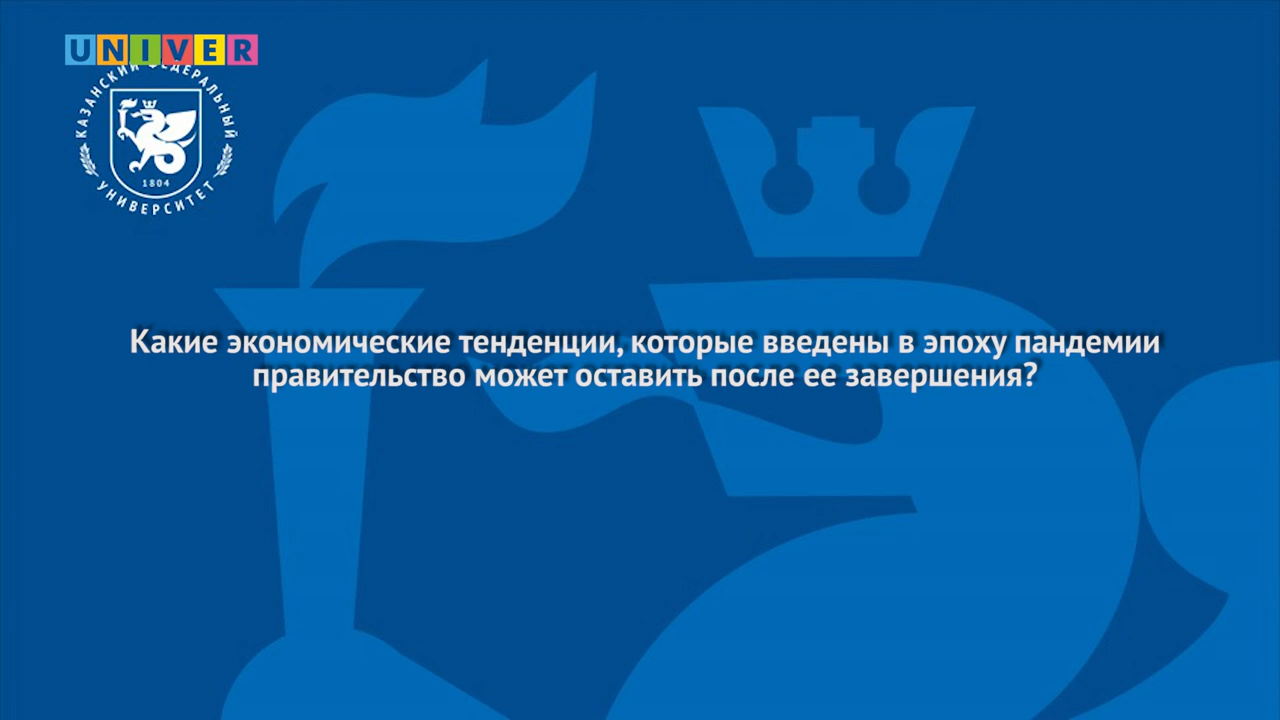 UNIVER
КАЗАНСКИЙ ФЕДЕРАЛЬНЫЙ
1804
УНИВЕРСИТЕТ
Какие экономические тенденции, которые введены в эпоху пандемии
правительство может оставить после ее завершения?